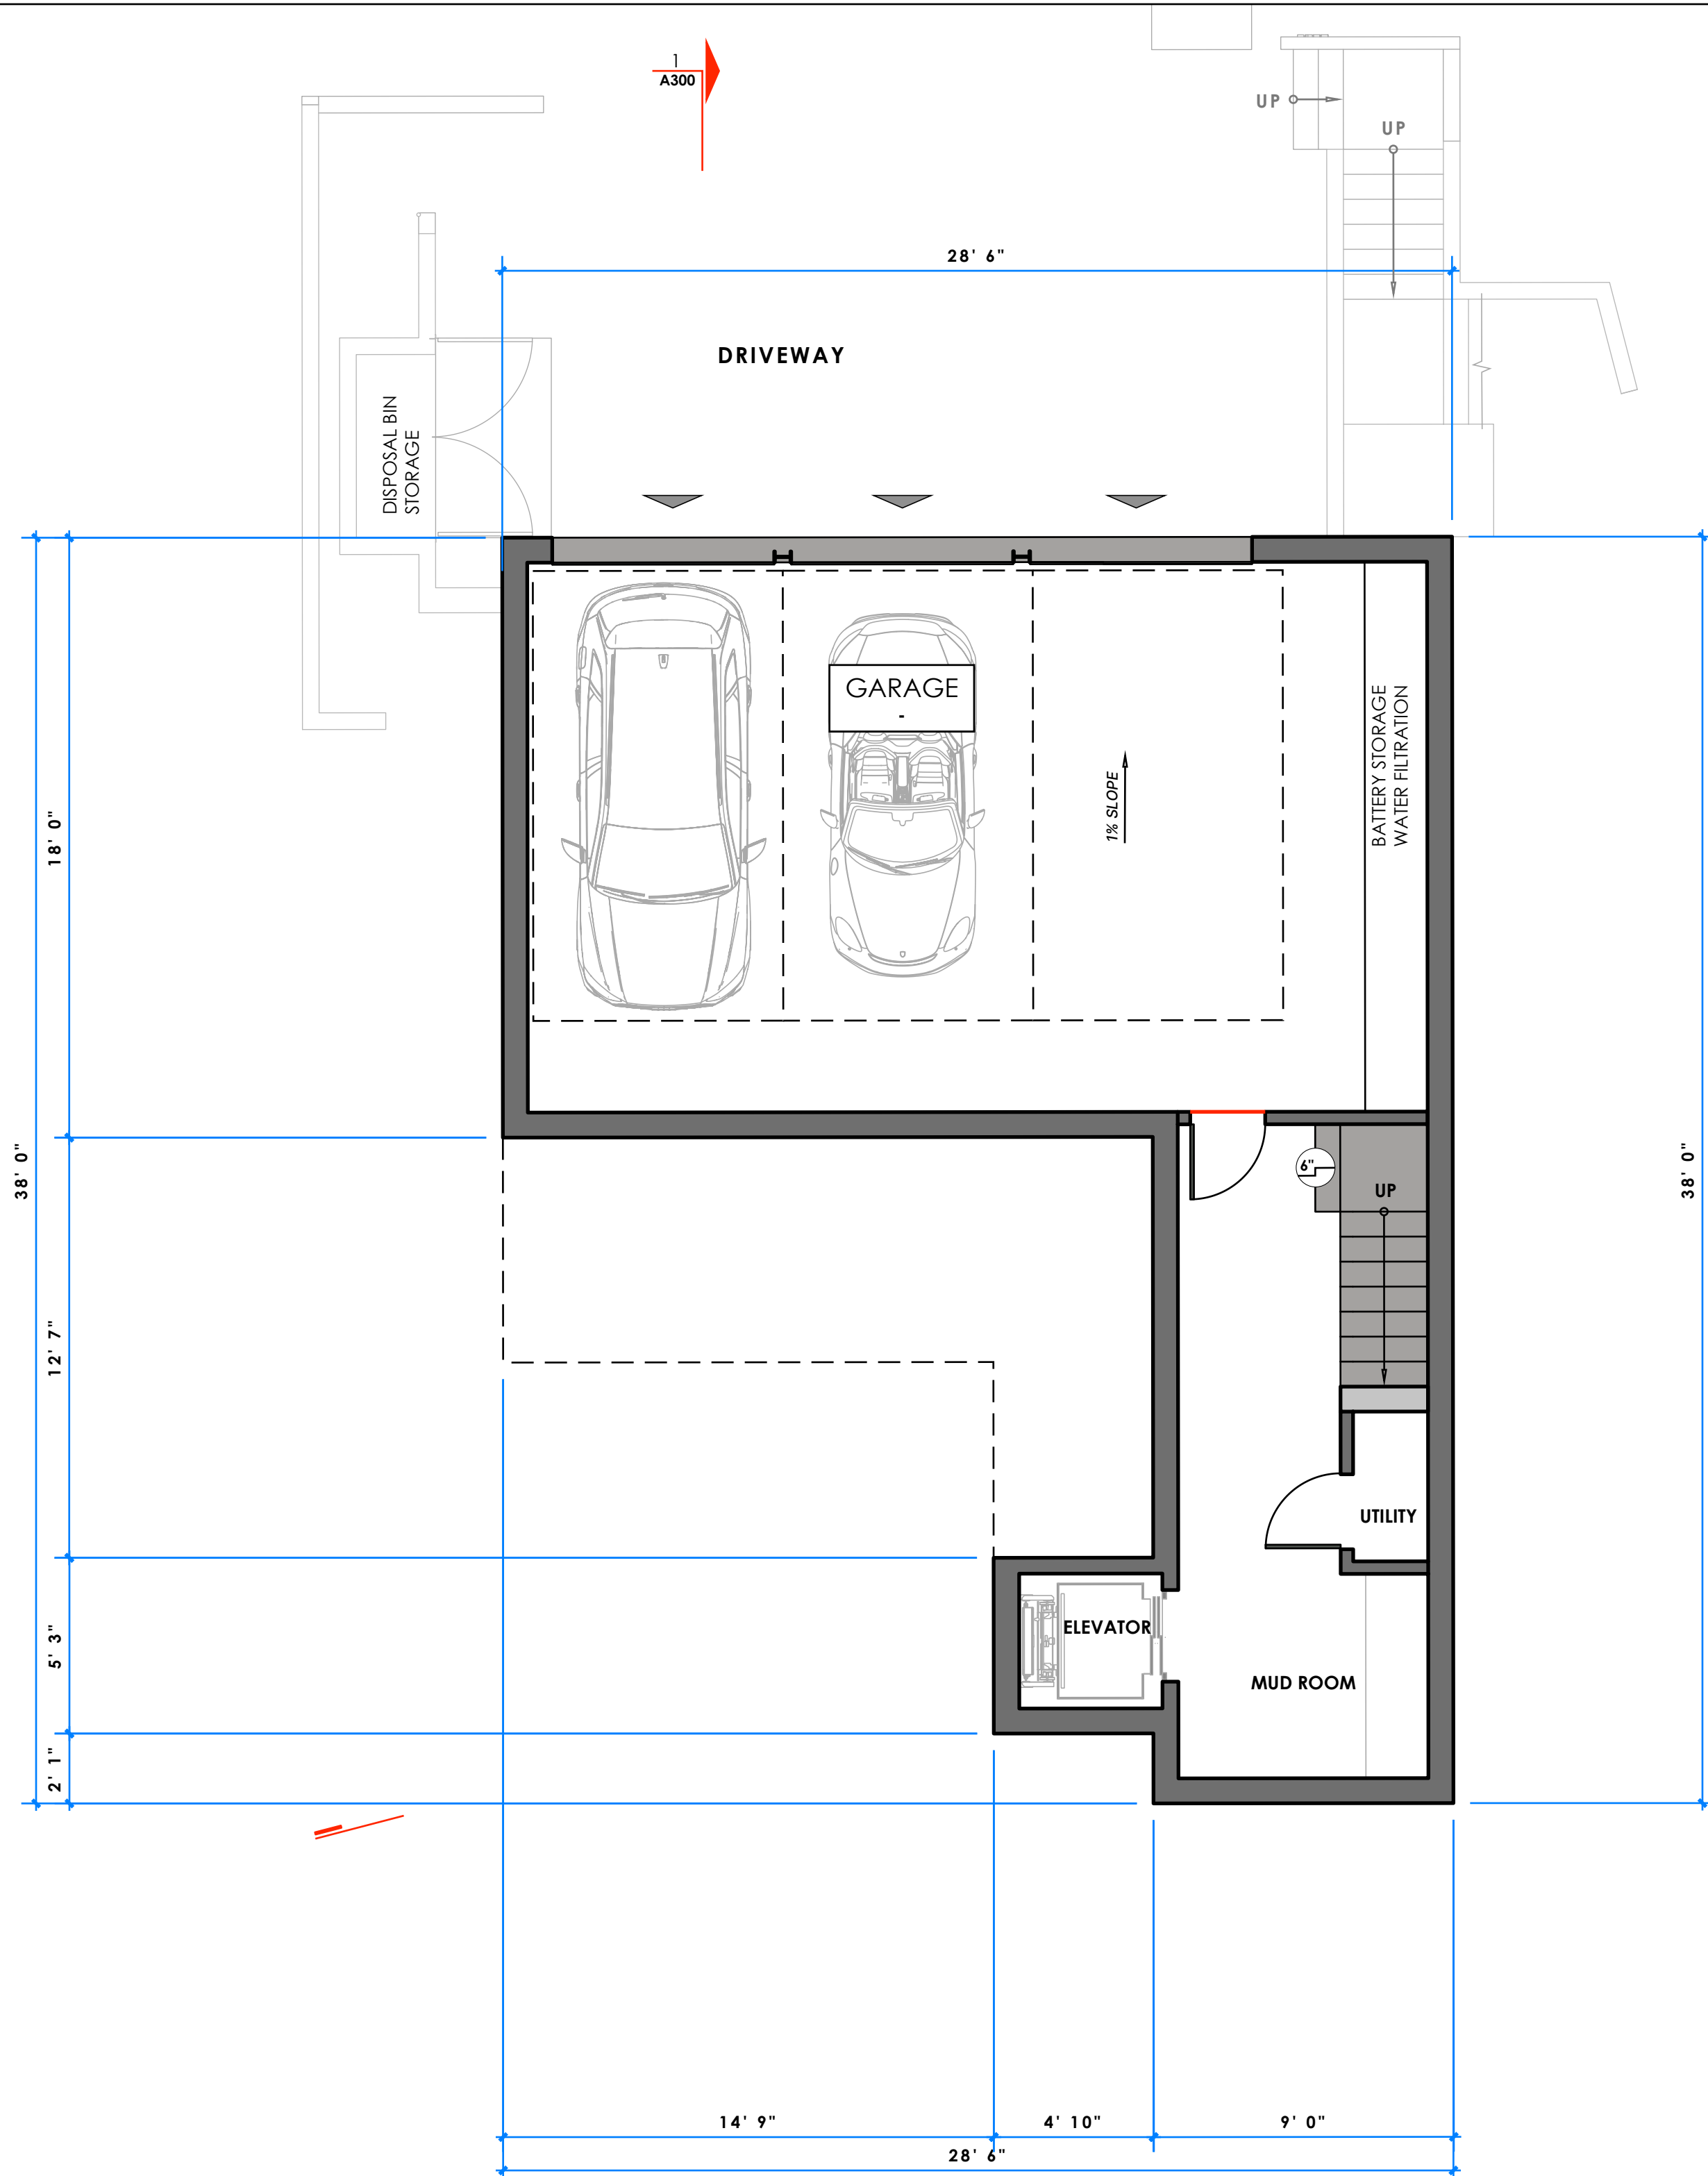 1
A300
UP
UP
28' 6"
DRIVEWAY
DISPOSAL BIN
STORAGE
GARAGE
-
BATTERY STORAGE
WATER FILTRATION
1% SLOPE
18' 0"
38' 0"
38' 0"
6"
UP
12' 7"
UTILITY
ELEVATOR
5' 3"
MUD ROOM
2' 1"
14' 9"
4' 10"
9' 0"
28' 6"